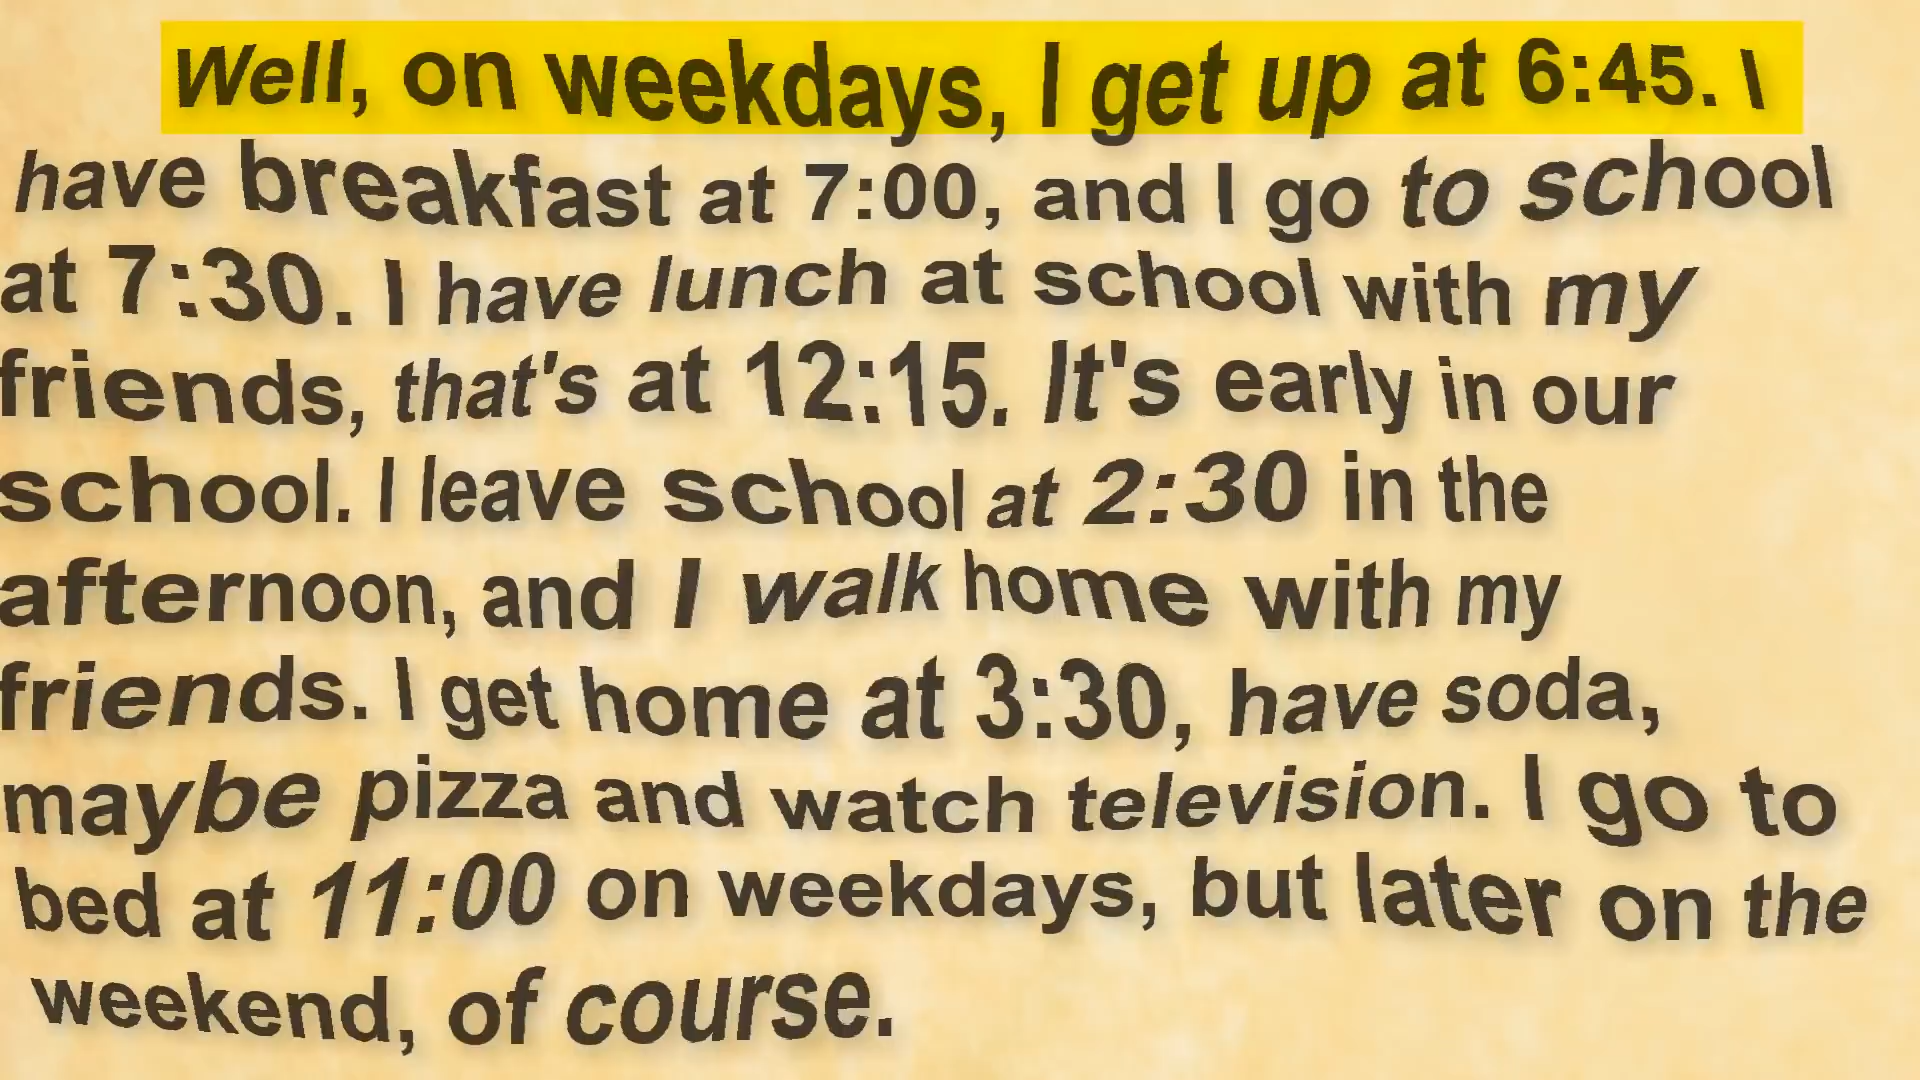 Well, on weekdays, I get up at 6:45. I
have breakfast at 7:00, and I go to school
at 7:30. I have lunch at school with my
friends, that's at 12:15. It's early in our
school. I leave school at 2:30 in the
afternoon, and I walk home with my
friends. I get home at 3:30, have soda,
maybe pizza and watch television. I go to
bed at 11:00 on weekdays, but later on the
weekend, of course.